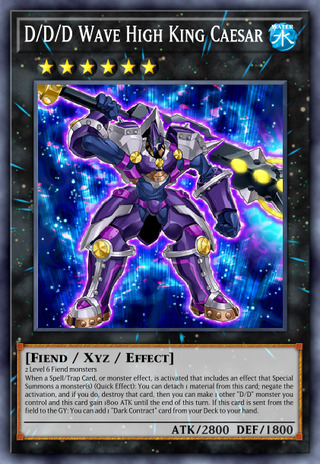 D/D/D Wave High King Caesar
WATER
水
[Fiend / Xyz / Effect]
2 Level 6 Fiend monsters
When a Spell/Trap Card, or monster effect, is activated that includes an effect that Special
Summons a monster(s) (Quick Effect): You can detach 1 material from this card; negate the
activation, and if you do, destroy that card, then you can make 1 other "D/D" monster you
control and this card gain 1800 ATK until the end of this turn. If this card is sent from the
field to the GY: You can add 1 "Dark Contract" card from your Deck to your hand.
ATK/2800 DEF/1800